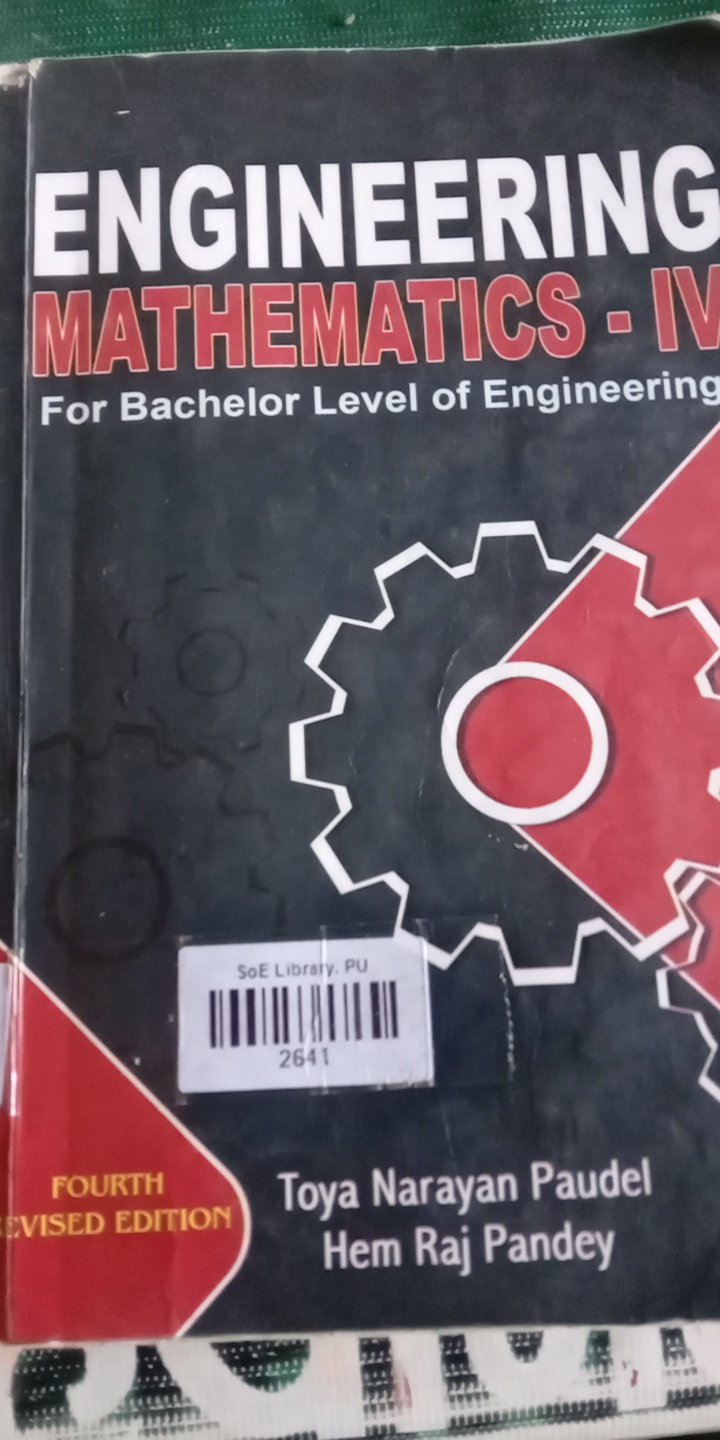 ENGINEERING
MATHEMATICS - IV
For Bachelor Level of Engineering
SoE Library, PU
2641
FOURTH
EVISED EDITION
Toya Narayan Paudel
Hem Raj Pandey